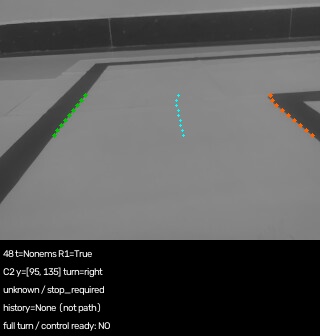 48 t=Nonems R1=True
C2 y=[95, 135] turn=right
unknown / stop_required
history=None (not path)
full turn / control ready: NO